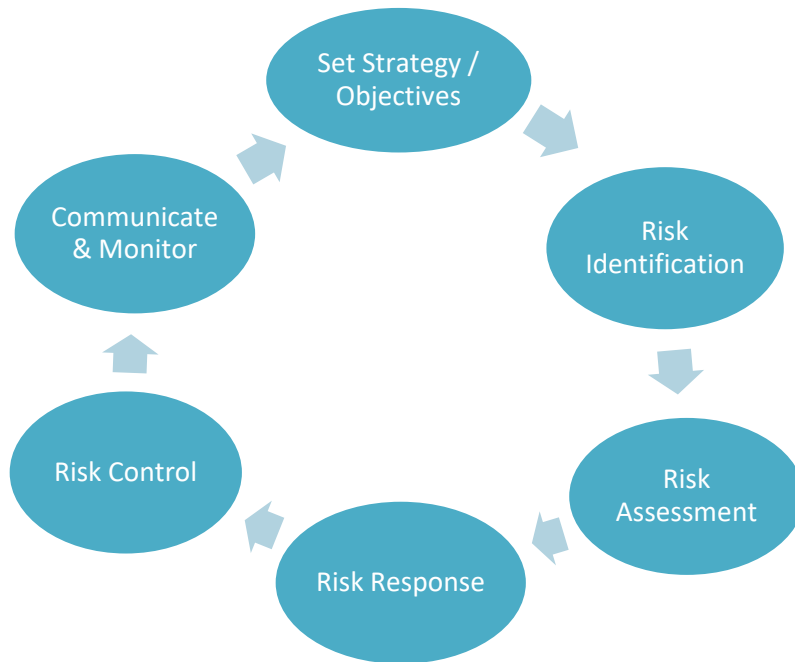 Set Strategy /
Objectives
Risk
Identification
Risk
Assessment
Risk Response
Risk Control
Communicate
& Monitor